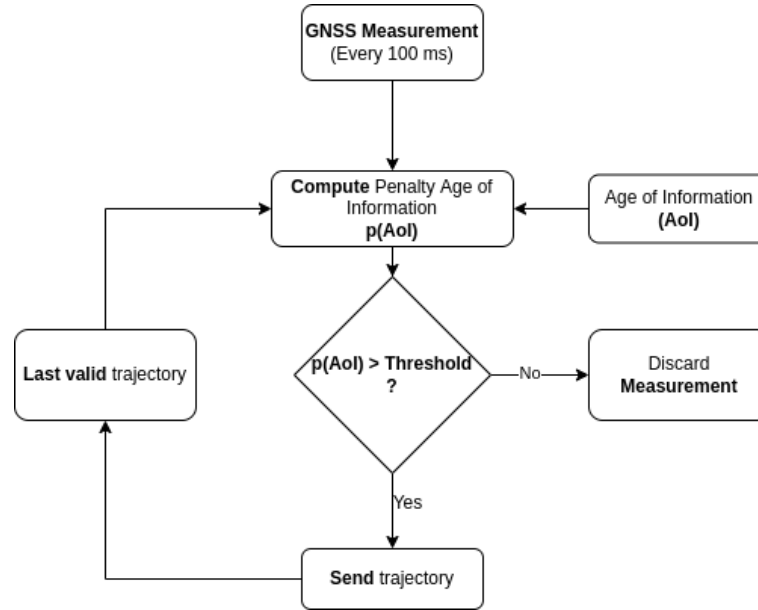 GNSS Measurement
(Every 100 ms)
Compute Penalty Age of
Information
p(AoI)
Age of Information
(AoI)
p(AoI) > Threshold
?
No
Discard
Measurement
Last valid trajectory
Yes
Send trajectory